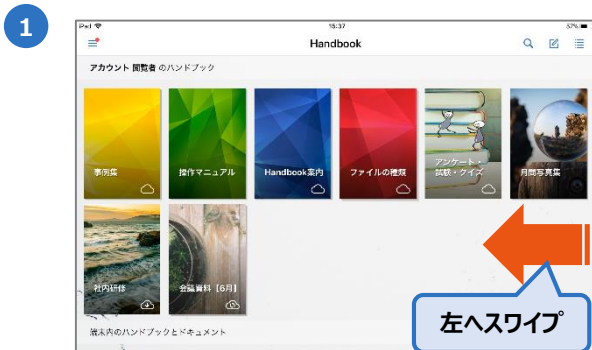 1
iPad 15:37 57%
Handbook
アカウント 閲覧者 のハンドブック
事例集
操作マニュアル
Handbook案内
ファイルの種類
アンケート・
試験・クイズ
月間写真集
社内研修
会議資料【6月】
端末内のハンドブックとドキュメント
左へスワイプ